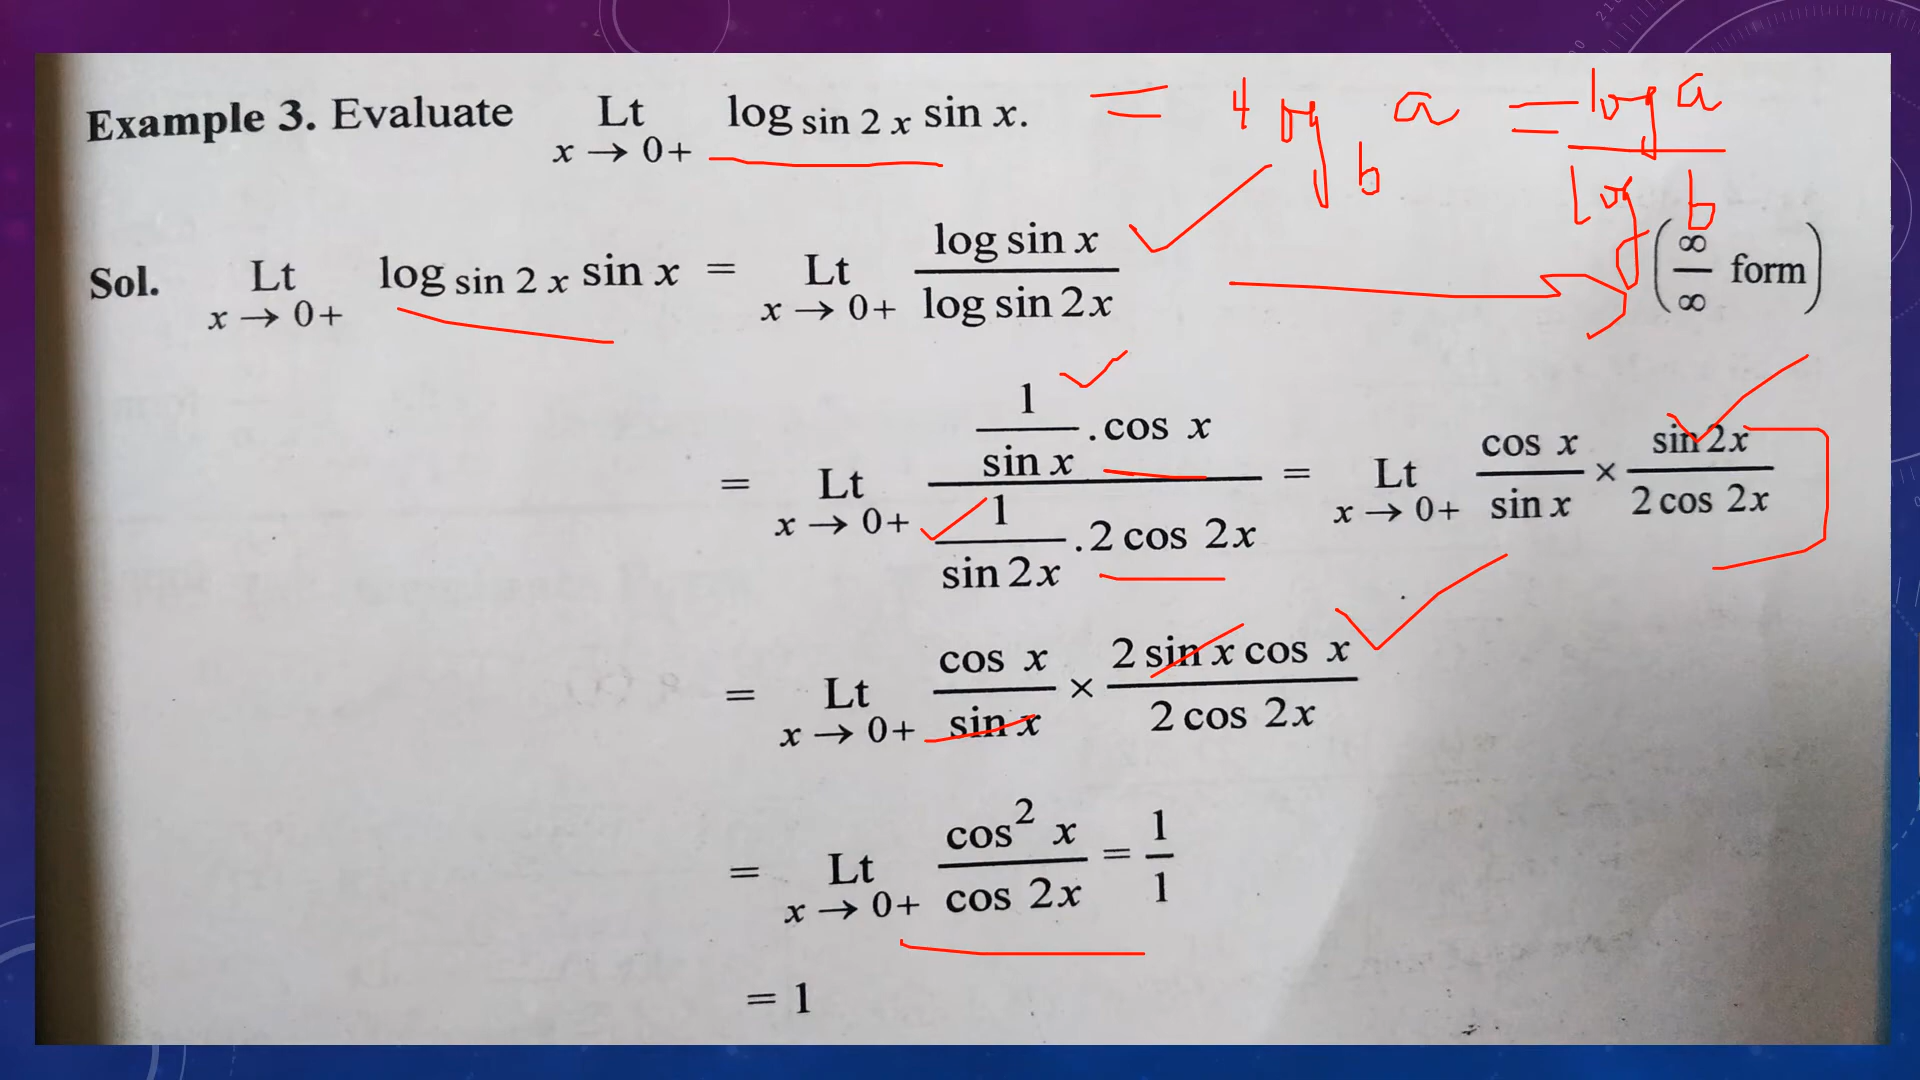 Example 3. Evaluate Lt x → 0+ log sin 2 x sin x. = log b a = log a / log b
Sol. Lt x → 0+ log sin 2 x sin x = Lt x → 0+ log sin x / log sin 2x (∞/∞ form)
= Lt x → 0+ 1/sin x . cos x / 1/sin 2x . 2 cos 2x = Lt x → 0+ cos x / sin x × sin 2x / 2 cos 2x
= Lt x → 0+ cos x / sin x × 2 sin x cos x / 2 cos 2x
= Lt x → 0+ cos² x / cos 2x = 1/1
= 1